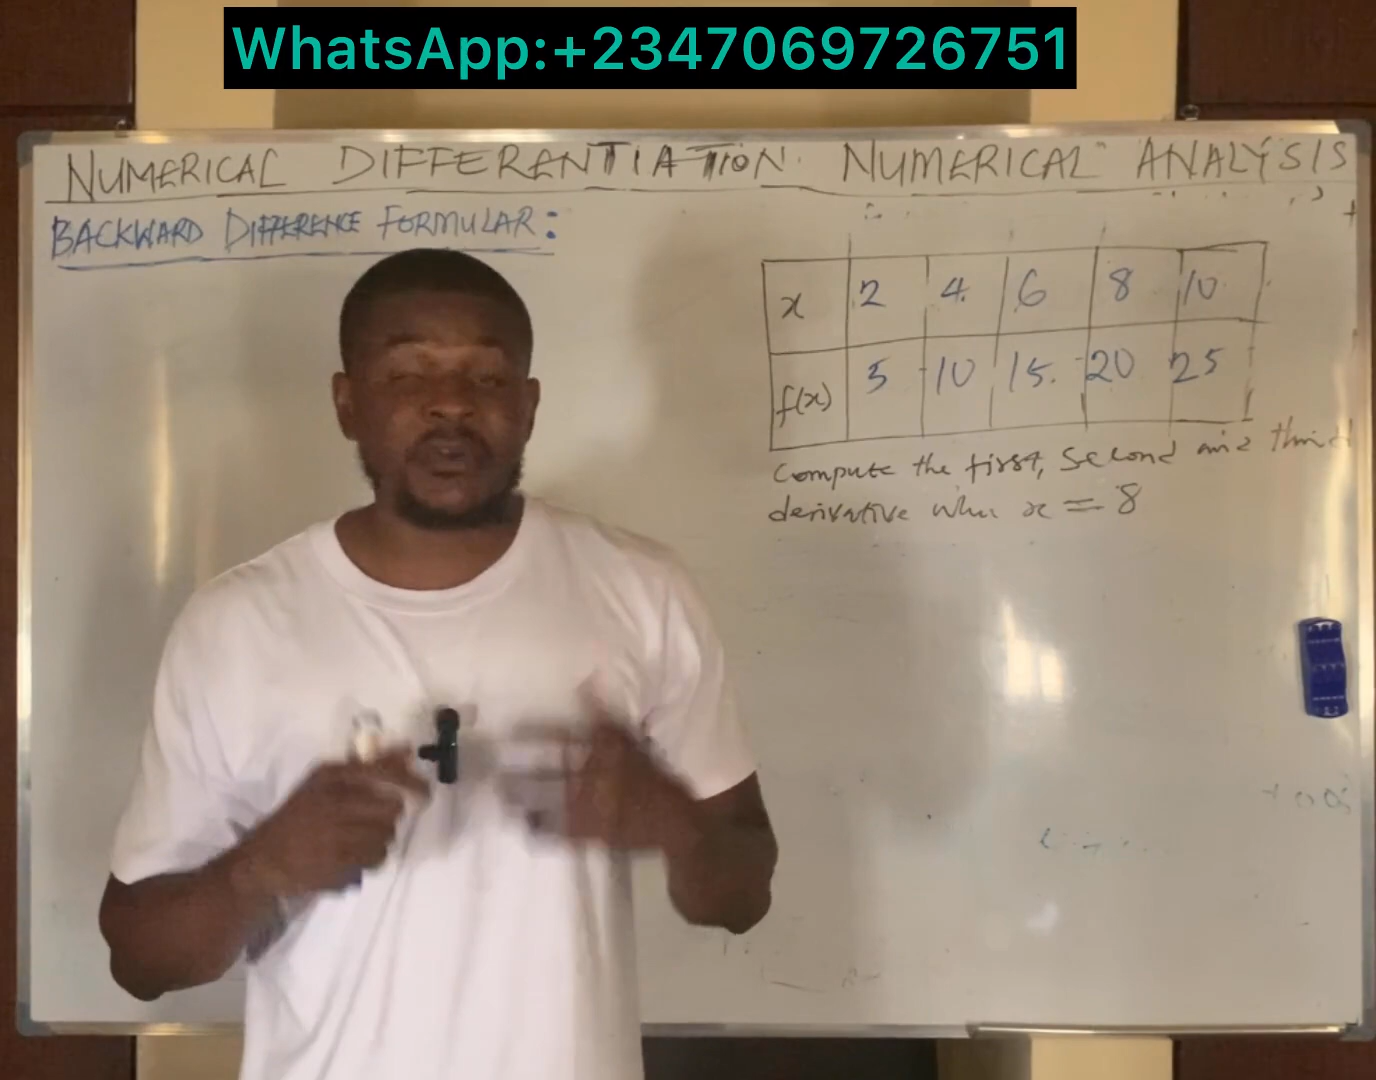 WhatsApp:+2347069726751
NUMERICAL DIFFERENTIATION. NUMERICAL ANALYSIS
BACKWARD DIFFERENCE FORMULAR:
x 2 4. 6 8 10
f(x) 5 10 15. 20 25
Compute the first, second and third
derivative when x = 8